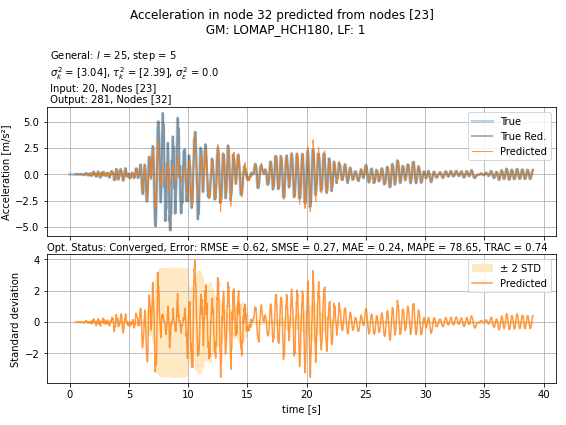 Acceleration in node 32 predicted from nodes [23]
GM: LOMAP_HCH180, LF: 1
General: l = 25, step = 5
σ²ₖ = [3.04], τ²ₖ = [2.39], σ²ε = 0.0
Input: 20, Nodes [23]
Output: 281, Nodes [32]
Acceleration [m/s²]
5.0
2.5
0.0
−2.5
−5.0
True
True Red.
Predicted
Opt. Status: Converged, Error: RMSE = 0.62, SMSE = 0.27, MAE = 0.24, MAPE = 78.65, TRAC = 0.74
Standard deviation
4
2
0
−2
± 2 STD
Predicted
0 5 10 15 20 25 30 35 40
time [s]